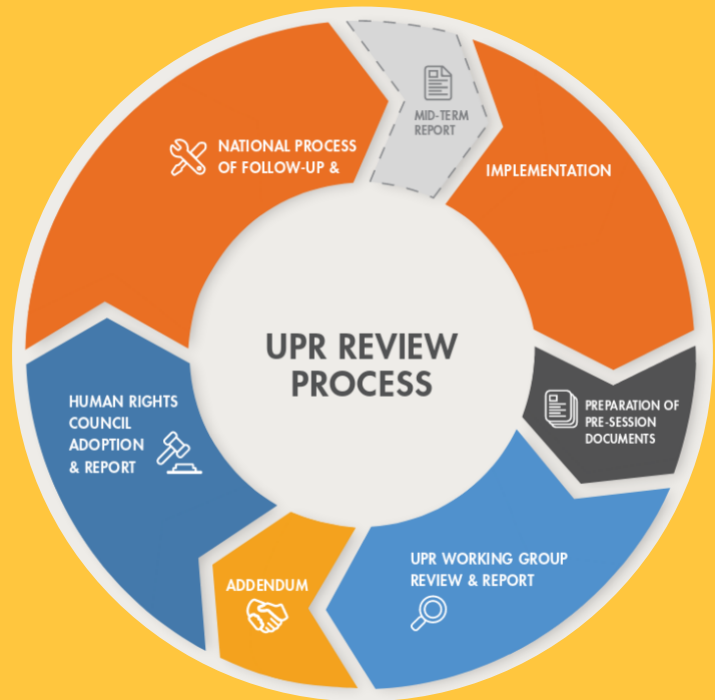 NATIONAL PROCESS
OF FOLLOW-UP &
MID-TERM
REPORT
IMPLEMENTATION
UPR REVIEW
PROCESS
PREPARATION OF
PRE-SESSION
DOCUMENTS
HUMAN RIGHTS
COUNCIL
ADOPTION
& REPORT
UPR WORKING GROUP
REVIEW & REPORT
ADDENDUM